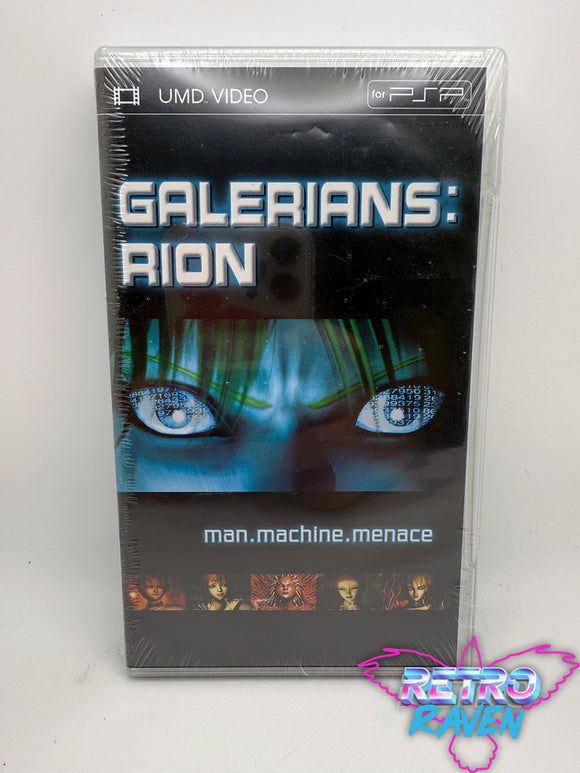 UMD VIDEO
for PSP
GALERIANS:
RION
man.machine.menace
RETRO
RAVEN